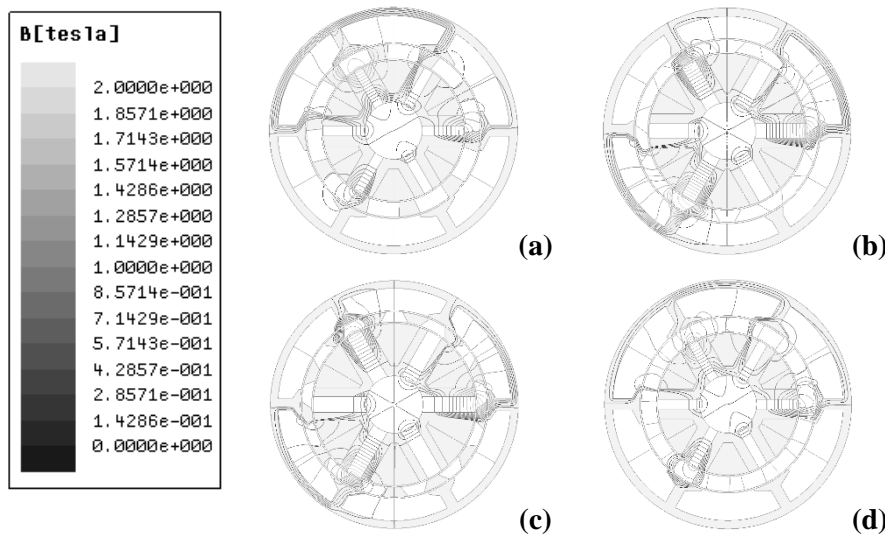 B[tesla]
2.0000e+000
1.8571e+000
1.7143e+000
1.5714e+000
1.4286e+000
1.2857e+000
1.1429e+000
1.0000e+000
8.5714e-001
7.1429e-001
5.7143e-001
4.2857e-001
2.8571e-001
1.4286e-001
0.0000e+000
(a)
(b)
(c)
(d)